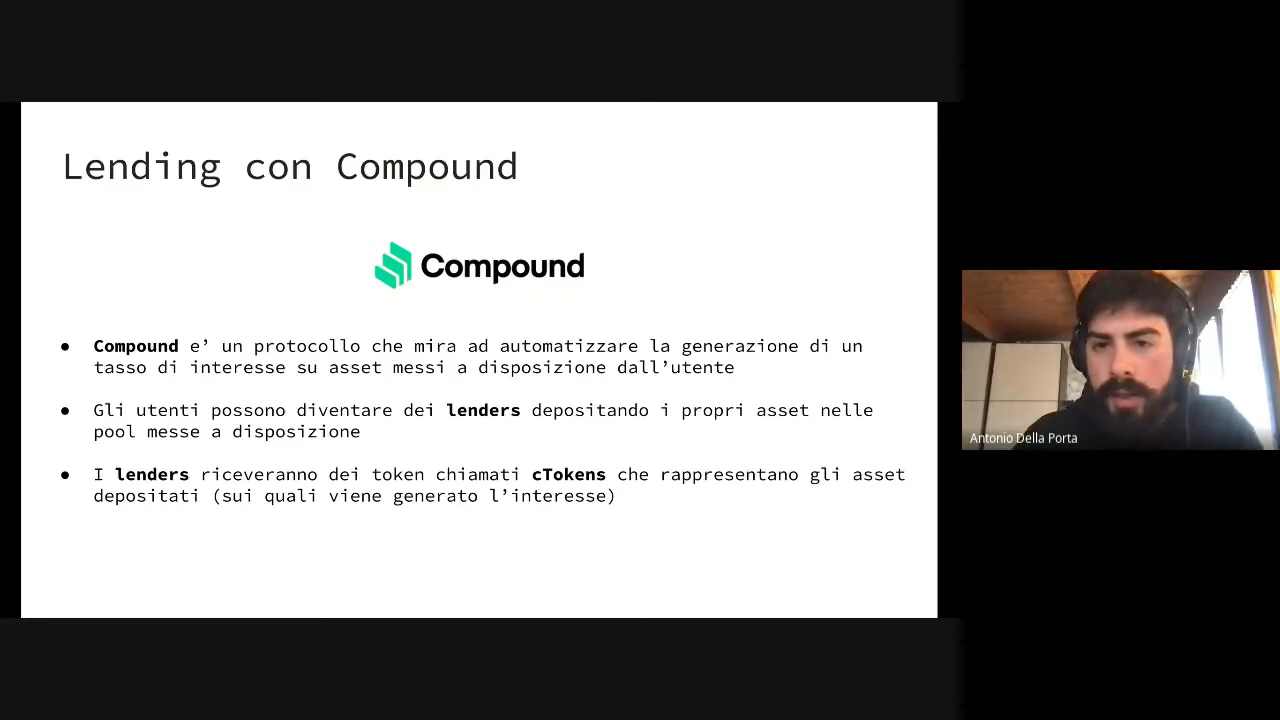 Lending con Compound
Compound
● Compound e’ un protocollo che mira ad automatizzare la generazione di un
tasso di interesse su asset messi a disposizione dall’utente
● Gli utenti possono diventare dei lenders depositando i propri asset nelle
pool messe a disposizione
● I lenders riceveranno dei token chiamati cTokens che rappresentano gli asset
depositati (sui quali viene generato l’interesse)
Antonio Della Porta